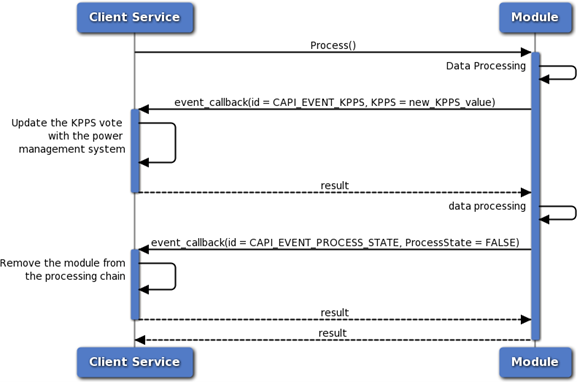 Client Service
Module
Process()
Data Processing
event_callback(id = CAPI_EVENT_KPPS, KPPS = new_KPPS_value)
Update the KPPS vote
with the power
management system
result
data processing
event_callback(id = CAPI_EVENT_PROCESS_STATE, ProcessState = FALSE)
Remove the module from
the processing chain
result
result
Client Service
Module